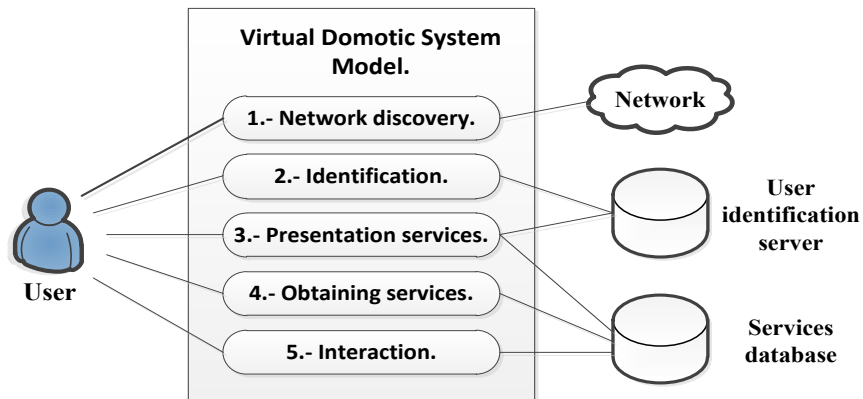 Virtual Domotic System
Model.
1.- Network discovery.
Network
2.- Identification.
User
identification
server
3.- Presentation services.
User
4.- Obtaining services.
5.- Interaction.
Services
database